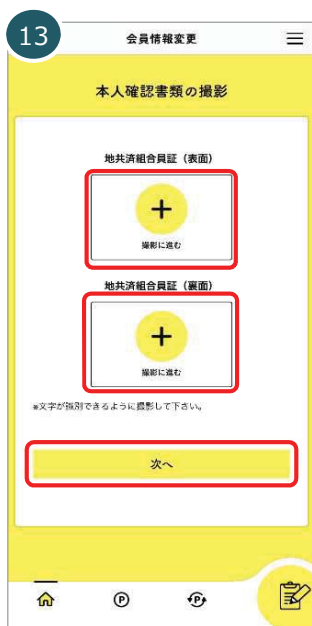 13
会員情報変更
本人確認書類の撮影
地共済組合員証（表面）
撮影に進む
地共済組合員証（裏面）
撮影に進む
※文字が識別できるように撮影して下さい。
次へ
P
P